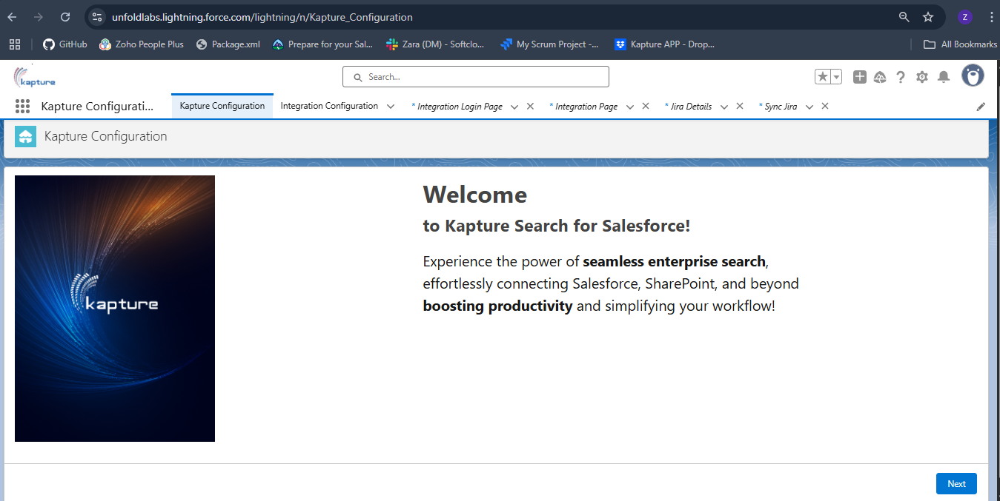 unfoldlabs.lightning.force.com/lightning/n/Kapture_Configuration
Z
GitHub
Zoho People Plus
Package.xml
Prepare for your Sal...
Zara (DM) - Softclo...
My Scrum Project -...
Kapture APP - Drop...
All Bookmarks
kapture
Search...
Kapture Configurati...
Kapture Configuration
Integration Configuration
* Integration Login Page
* Integration Page
* Jira Details
* Sync Jira
Kapture Configuration
kapture
Welcome
to Kapture Search for Salesforce!
Experience the power of seamless enterprise search,
effortlessly connecting Salesforce, SharePoint, and beyond
boosting productivity and simplifying your workflow!
Next